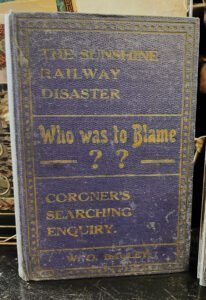 THE SUNSHINE
RAILWAY
DISASTER
Who was to Blame
— ? ? —
CORONER'S
SEARCHING
ENQUIRY.
W. O.